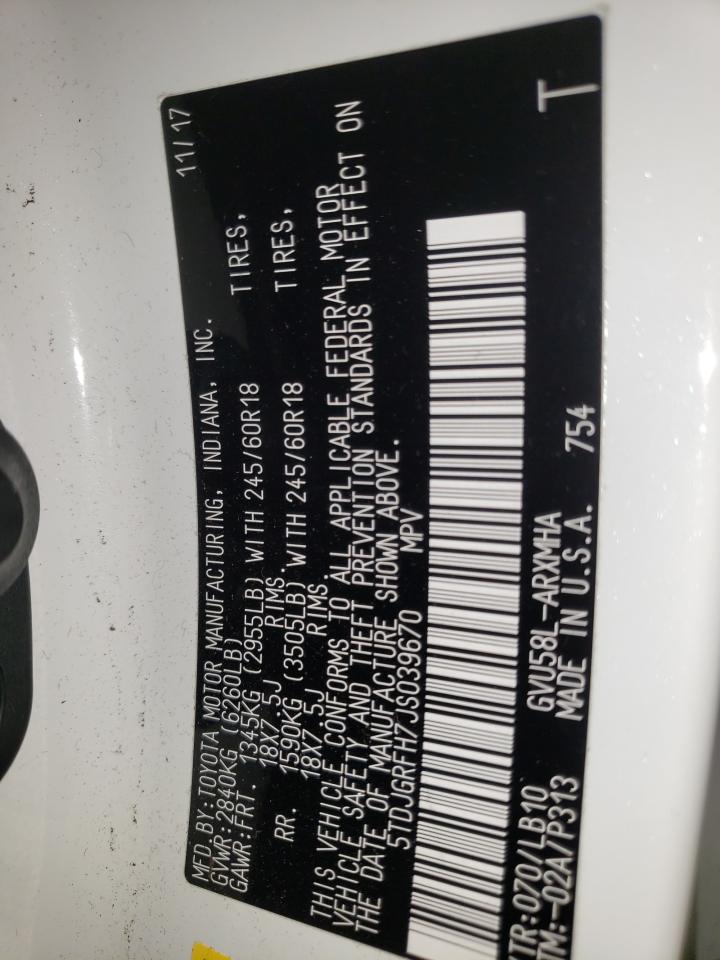 MFD. BY: TOYOTA MOTOR MANUFACTURING, INDIANA, INC. 11/17
GVWR: 2840KG (6260LB)
GAWR: FRT. 1345KG (2955LB) WITH 245/60R18 TIRES,
18X7.5J RIMS.
RR. 1590KG (3505LB) WITH 245/60R18 TIRES,
18X7.5J RIMS.
THIS VEHICLE CONFORMS TO ALL APPLICABLE FEDERAL MOTOR
VEHICLE SAFETY AND THEFT PREVENTION STANDARDS IN EFFECT ON
THE DATE OF MANUFACTURE SHOWN ABOVE.
5TDJGRFH7JS039670 MPV
TR: 070/LB10 GVU58L-ARXMHA
TM:-02A/P313 MADE IN U.S.A. 754 T